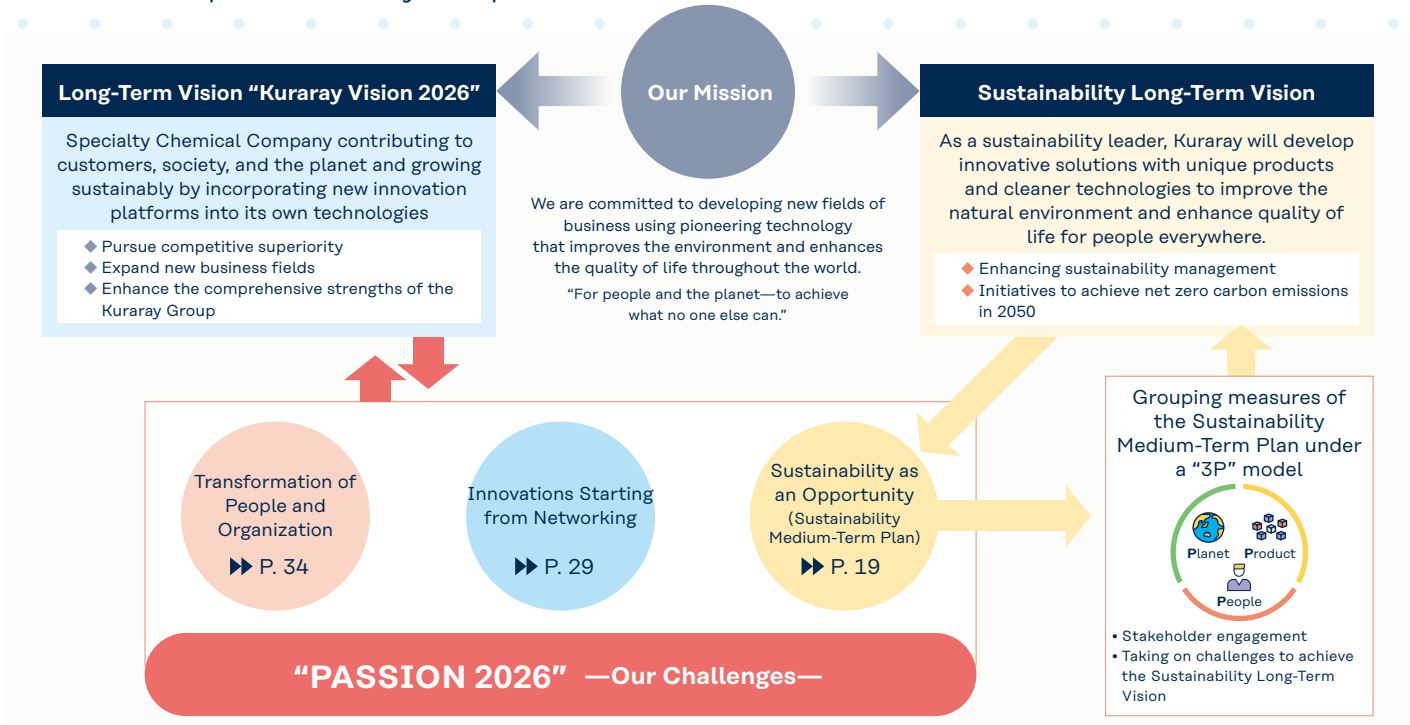 Our Mission
Long-Term Vision “Kuraray Vision 2026”
Specialty Chemical Company contributing to
customers, society, and the planet and growing
sustainably by incorporating new innovation
platforms into its own technologies
◆ Pursue competitive superiority
◆ Expand new business fields
◆ Enhance the comprehensive strengths of the
Kuraray Group
We are committed to developing new fields of
business using pioneering technology
that improves the environment and enhances
the quality of life throughout the world.
“For people and the planet—to achieve
what no one else can.”
Sustainability Long-Term Vision
As a sustainability leader, Kuraray will develop
innovative solutions with unique products
and cleaner technologies to improve the
natural environment and enhance quality of
life for people everywhere.
◆ Enhancing sustainability management
◆ Initiatives to achieve net zero carbon emissions
in 2050
Transformation of
People and
Organization
P. 34
Innovations Starting
from Networking
P. 29
Sustainability as
an Opportunity
(Sustainability
Medium-Term Plan)
P. 19
“PASSION 2026” —Our Challenges—
Grouping measures of
the Sustainability
Medium-Term Plan under
a “3P” model
Planet Product
People
• Stakeholder engagement
• Taking on challenges to achieve
the Sustainability Long-Term
Vision